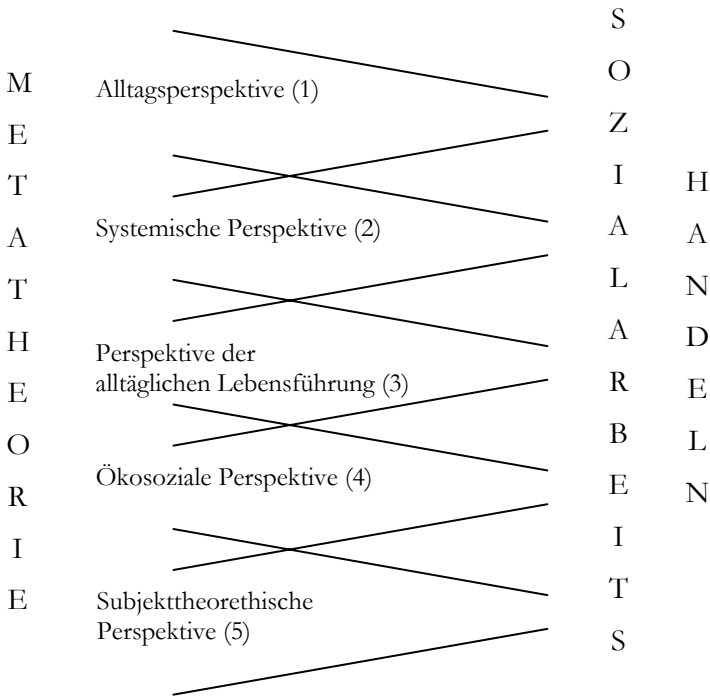 METATHEORIE
Alltagsperspektive (1)
Systemische Perspektive (2)
Perspektive der
alltäglichen Lebensführung (3)
Ökosoziale Perspektive (4)
Subjekttheorethische
Perspektive (5)
SOZIALARBEITS
HANDELN